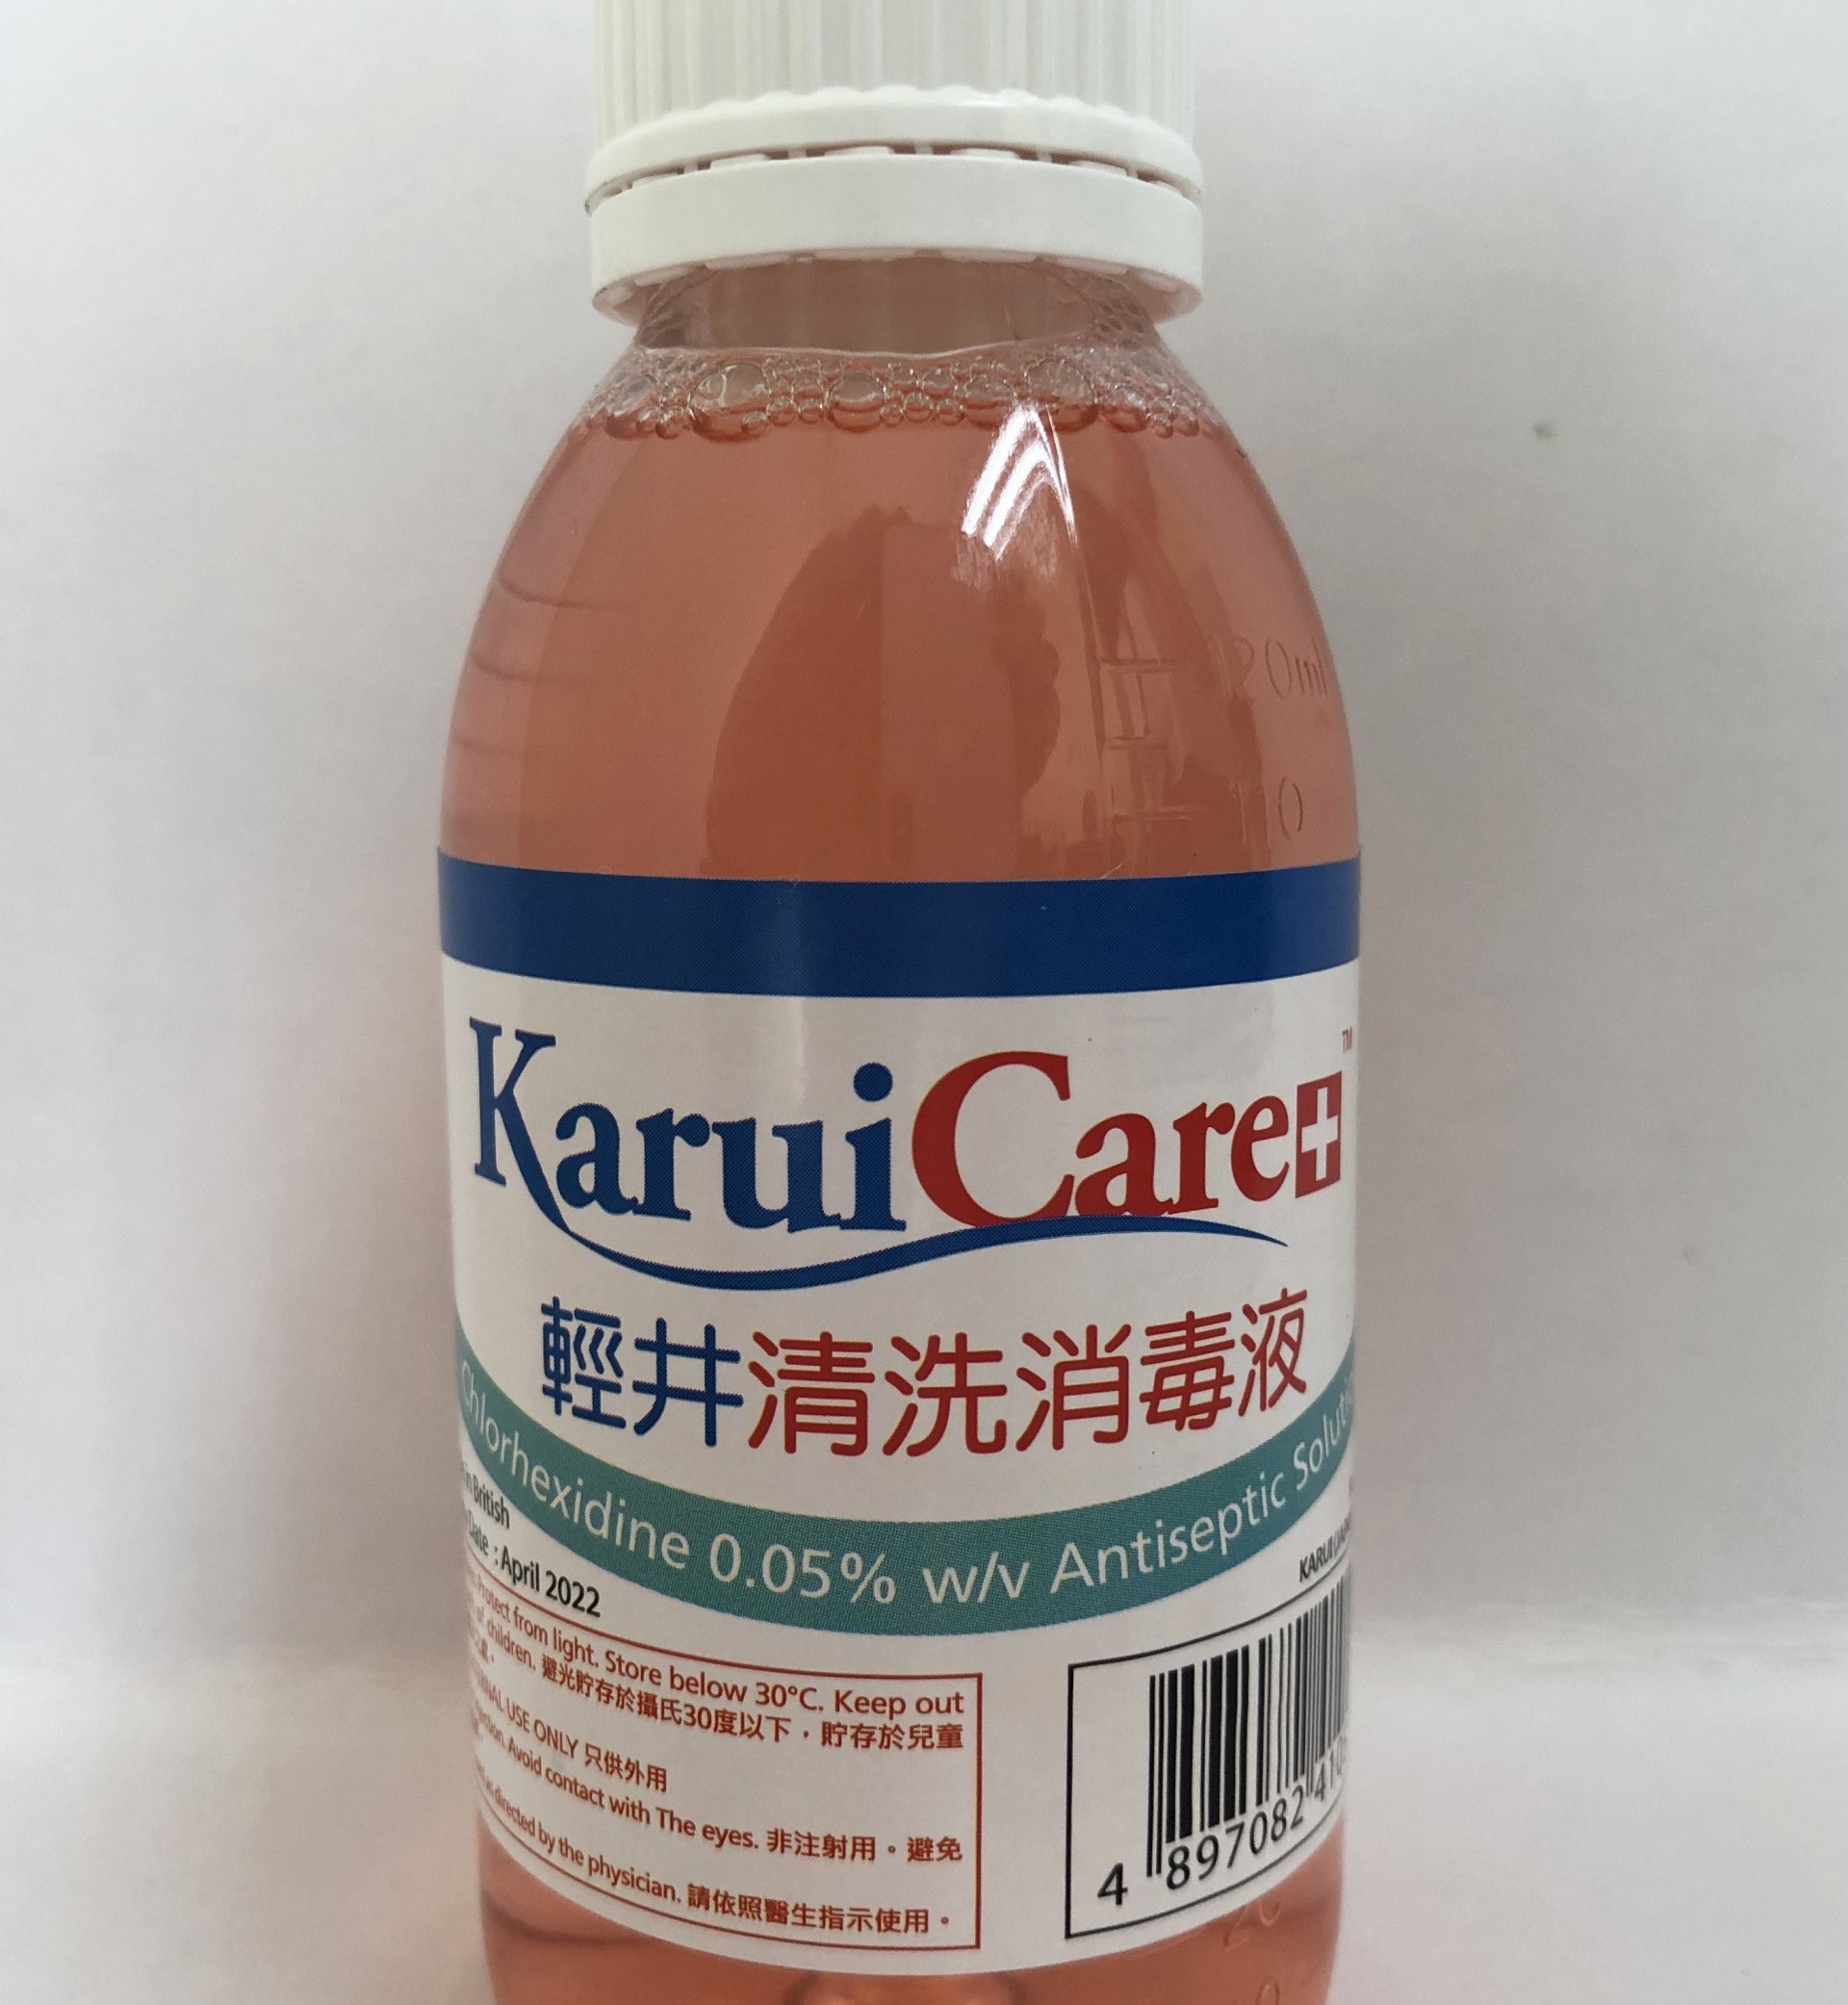 120ml
KaruiCare
TM
輕井清洗消毒液
Chlorhexidine 0.05% w/v Antiseptic
in British
Date : April 2022
Protect from light. Store below 30°C. Keep out
of children. 避光貯存於攝氏30度以下，貯存於兒童
USE ONLY 只供外用
Avoid contact with The eyes. 非注射用。避免
directed by the physician. 請依照醫生指示使用。
KARUI
4 897082
20